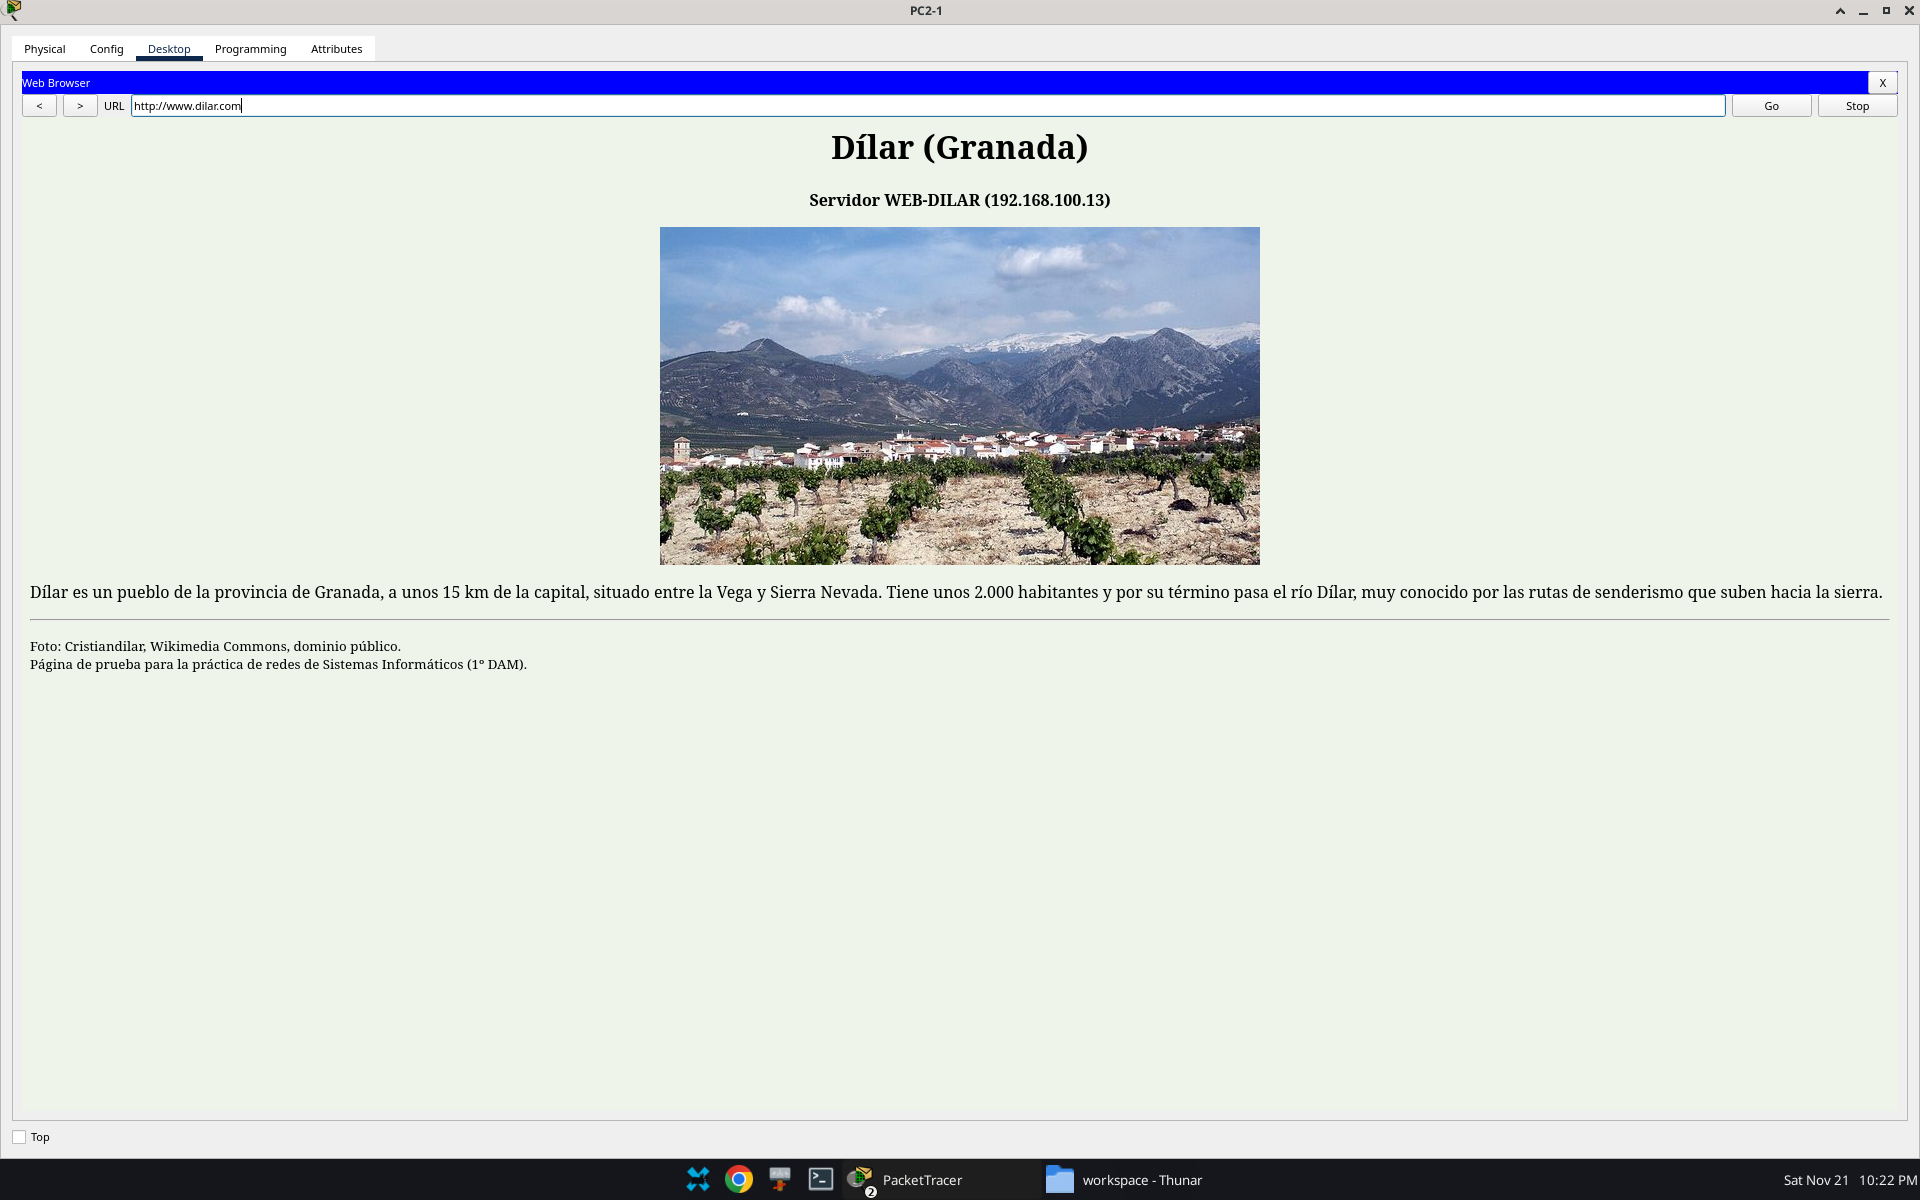 PC2-1
Physical Config Desktop Programming Attributes
Web Browser
X
< > URL http://www.dilar.com Go Stop
Dílar (Granada)
Servidor WEB-DILAR (192.168.100.13)
Dílar es un pueblo de la provincia de Granada, a unos 15 km de la capital, situado entre la Vega y Sierra Nevada. Tiene unos 2.000 habitantes y por su término pasa el río Dílar, muy conocido por las rutas de senderismo que suben hacia la sierra.
Foto: Cristiandilar, Wikimedia Commons, dominio público.
Página de prueba para la práctica de redes de Sistemas Informáticos (1º DAM).
Top
2 PacketTracer workspace - Thunar Sat Nov 21 10:22 PM